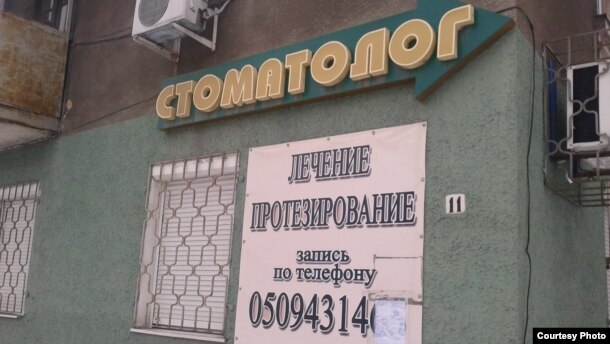 СТОМАТОЛОГ
ЛЕЧЕНИЕ
ПРОТЕЗИРОВАНИЕ
11
запись
по телефону
05094314
Courtesy Photo